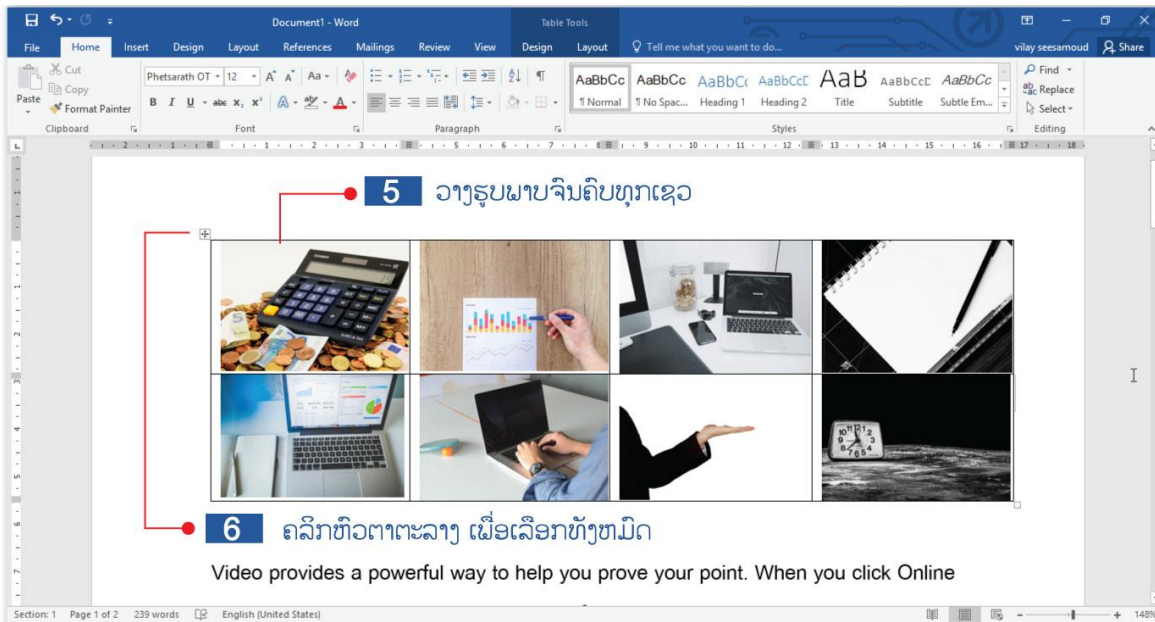 Document1 - Word
Table Tools
File Home Insert Design Layout References Mailings Review View Design Layout Tell me what you want to do... vilay seesamoud Share
Paste Cut Copy Format Painter
Phetsarath OT 12
B I U abc X₂ X²
AaBbCc AaBbCc AaBbCc AaBbCcC AaB AaBbCcC AaBbCc
¶ Normal ¶ No Spac... Heading 1 Heading 2 Title Subtitle Subtle Em...
Find Replace Select
Clipboard Font Paragraph Styles Editing
5 ວາງຮູບພາບຈົນຄົບທຸກເຊວ
6 ຄລິກຫົວຕາຕະລາງ ເພື່ອເລືອກທັງຫມົດ
Video provides a powerful way to help you prove your point. When you click Online
Section: 1 Page 1 of 2 239 words English (United States) 148%